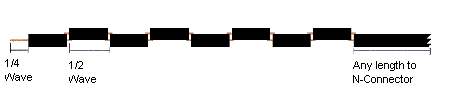 1/4
Wave
1/2
Wave
Any length to
N-Connector